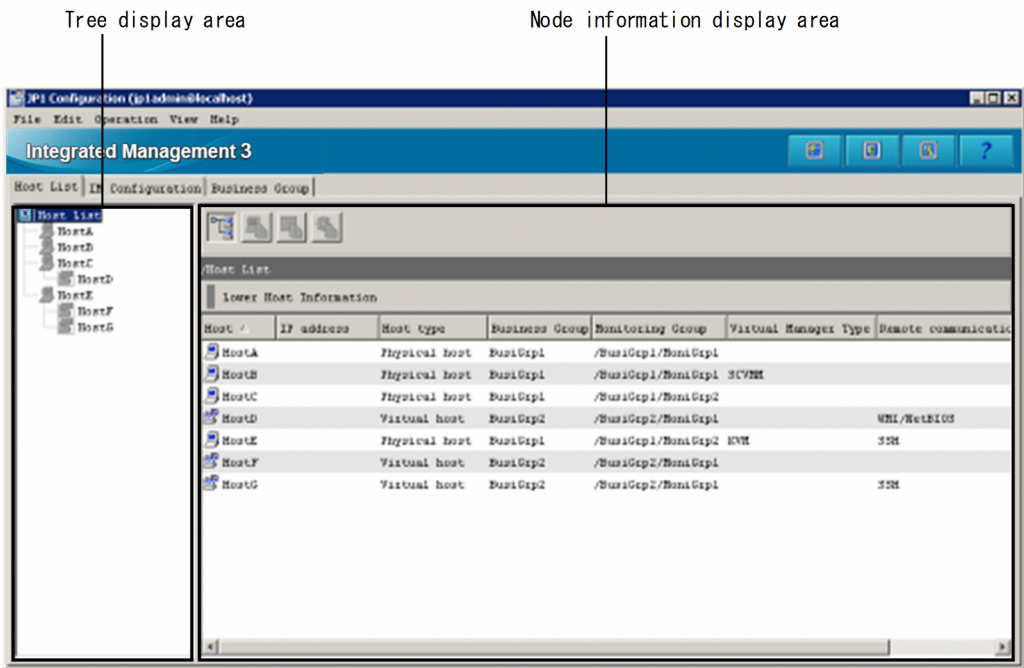 Tree display area
Node information display area
JP1 Configuration (jp1admin@localhost)
File Edit Operation View Help
Integrated Management 3
?
Host List Configuration Business Group
Host List
HostA
HostB
HostC
HostD
HostE
HostF
HostG
/Host List
Lower Host Information
Host IP address Host type Business Group Monitoring Group Virtual Manager Type Remote communicatio
HostA Physical host BusiGrp1 /BusiGrp1/MoniGrp1
HostB Physical host BusiGrp1 /BusiGrp1/MoniGrp1 SCVMM
HostC Physical host BusiGrp1 /BusiGrp1/MoniGrp2
HostD Virtual host BusiGrp2 /BusiGrp2/MoniGrp1 WMI/NetBIOS
HostE Physical host BusiGrp1 /BusiGrp1/MoniGrp2 KVM SSH
HostF Virtual host BusiGrp2 /BusiGrp2/MoniGrp1
HostG Virtual host BusiGrp2 /BusiGrp2/MoniGrp1 SSH